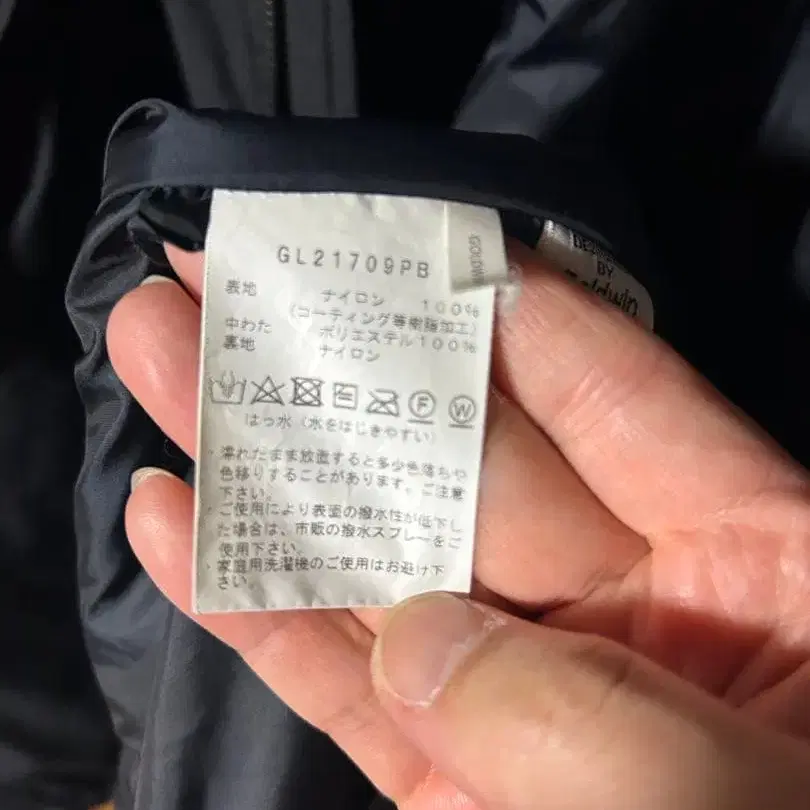 GL21709PB
表地 ナイロン 100%
(コーティング等樹脂加工)
中わた ポリエステル100%
裏地 ナイロン
F W
はっ水（水をはじきやすい）
・濡れたまま放置すると多少色落ちや
色移りすることがあります。ご注意
下さい。
・ご使用により表面の撥水性が低下し
た場合は、市販の撥水スプレーをご
使用下さい。
・家庭用洗濯機のご使用はお避け下
さい。
BY